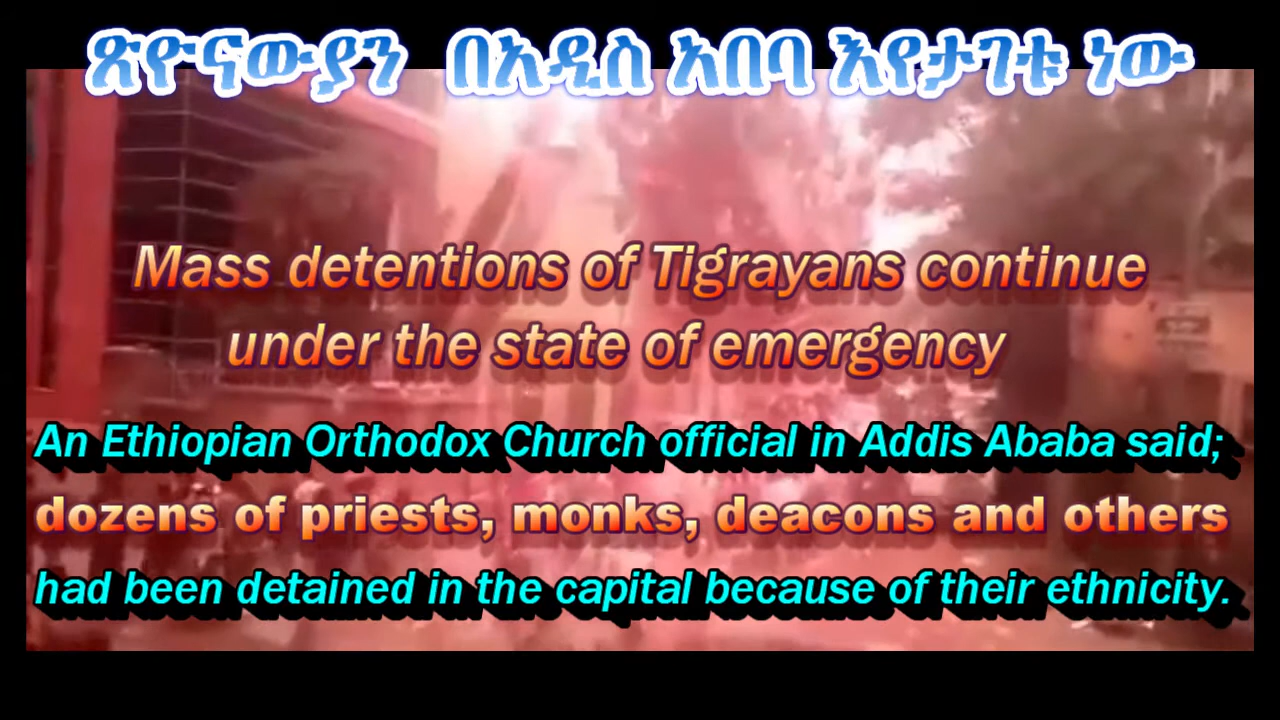 ጽዮናውያን በአዲስ አበባ እየታገቱ ነው
Mass detentions of Tigrayans continue
under the state of emergency
An Ethiopian Orthodox Church official in Addis Ababa said;
dozens of priests, monks, deacons and others
had been detained in the capital because of their ethnicity.